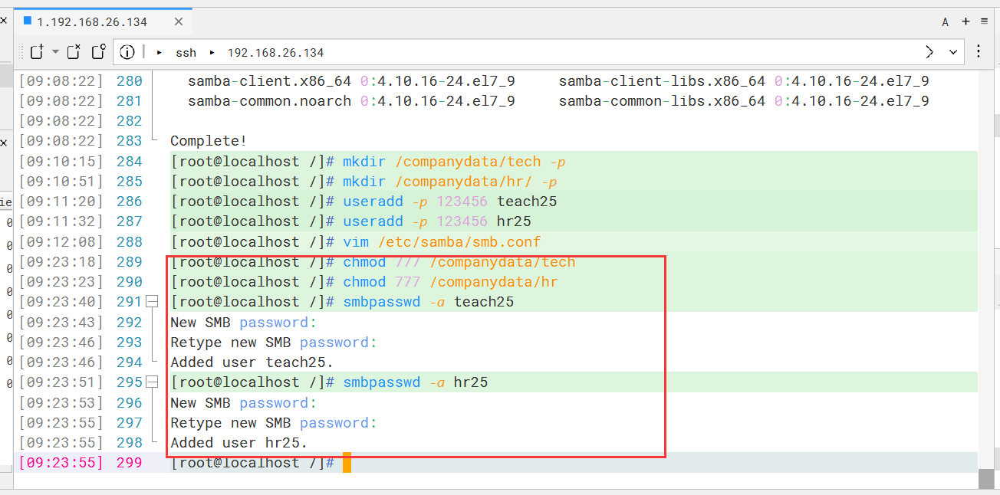 1.192.168.26.134
A + ≡
ssh 192.168.26.134
[09:08:22] 280 samba-client.x86_64 0:4.10.16-24.el7_9 samba-client-libs.x86_64 0:4.10.16-24.el7_9
[09:08:22] 281 samba-common.noarch 0:4.10.16-24.el7_9 samba-common-libs.x86_64 0:4.10.16-24.el7_9
[09:08:22] 282
[09:08:22] 283 Complete!
[09:10:15] 284 [root@localhost /]# mkdir /companydata/tech -p
[09:10:51] 285 [root@localhost /]# mkdir /companydata/hr/ -p
[09:11:20] 286 [root@localhost /]# useradd -p 123456 teach25
[09:11:32] 287 [root@localhost /]# useradd -p 123456 hr25
[09:12:08] 288 [root@localhost /]# vim /etc/samba/smb.conf
[09:23:18] 289 [root@localhost /]# chmod 777 /companydata/tech
[09:23:23] 290 [root@localhost /]# chmod 777 /companydata/hr
[09:23:40] 291 [root@localhost /]# smbpasswd -a teach25
[09:23:43] 292 New SMB password:
[09:23:46] 293 Retype new SMB password:
[09:23:46] 294 Added user teach25.
[09:23:51] 295 [root@localhost /]# smbpasswd -a hr25
[09:23:53] 296 New SMB password:
[09:23:55] 297 Retype new SMB password:
[09:23:55] 298 Added user hr25.
[09:23:55] 299 [root@localhost /]#